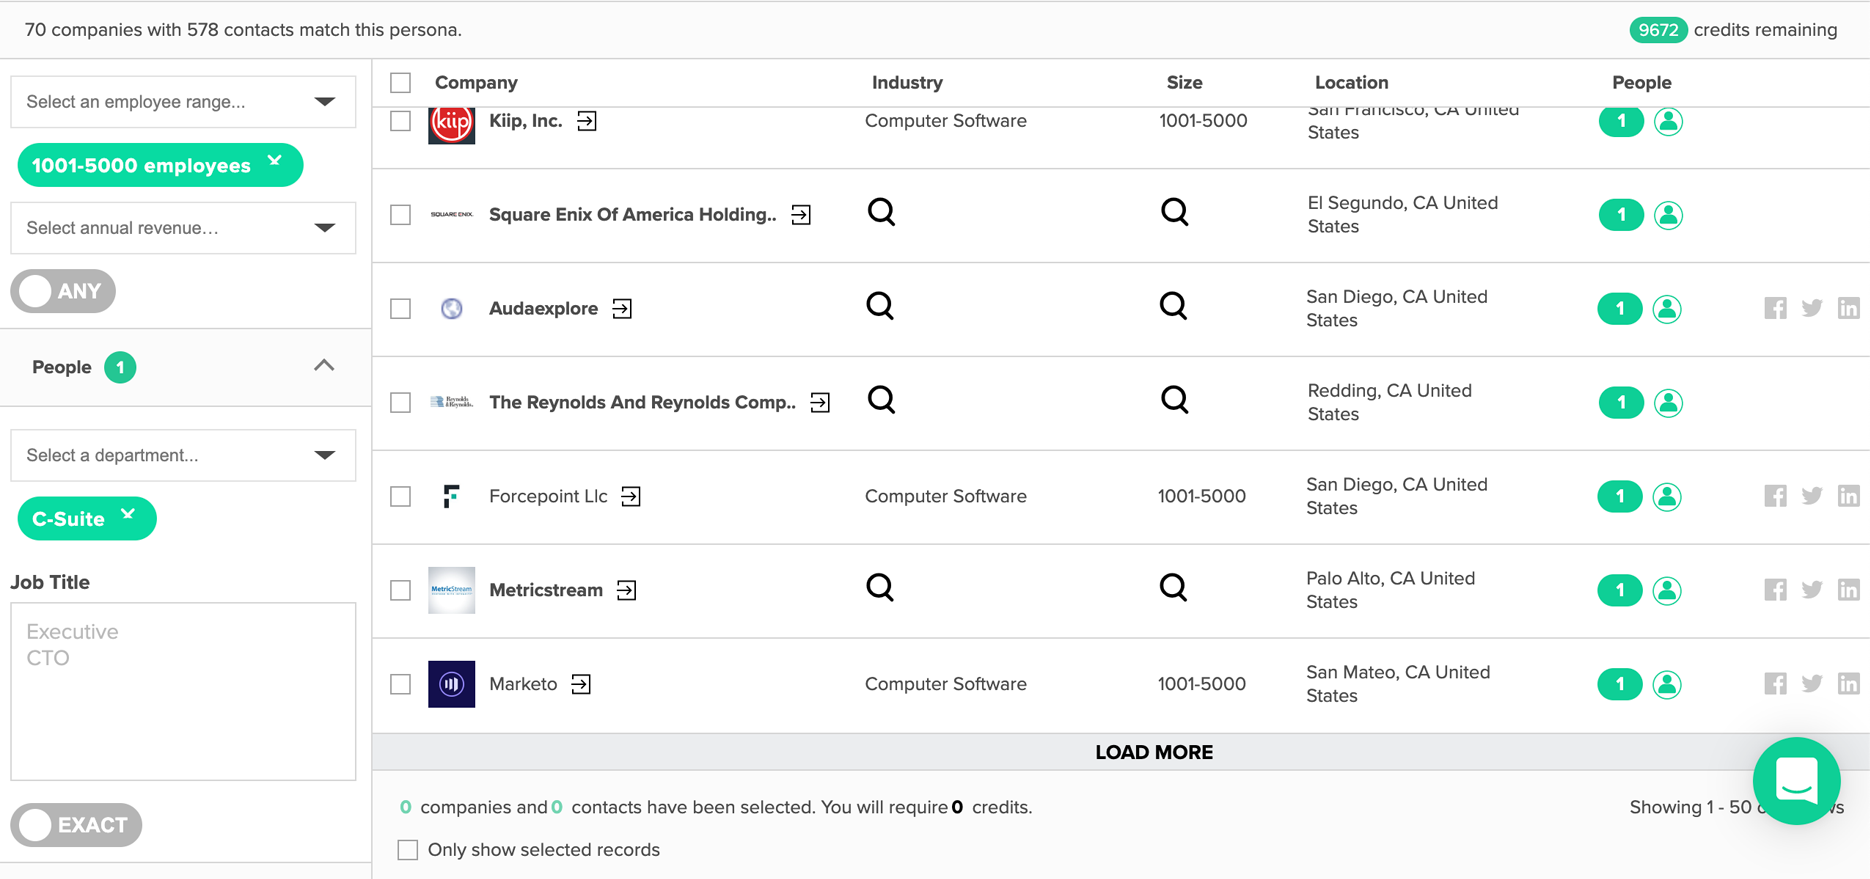 70 companies with 578 contacts match this persona.
9672 credits remaining
Select an employee range...
1001-5000 employees
Select annual revenue...
ANY
People 1
Select a department...
C-Suite
Job Title
Executive
CTO
EXACT
Company Industry Size Location People
kiip Kiip, Inc. Computer Software 1001-5000 San Francisco, CA United
States 1
SQUARE ENIX. Square Enix Of America Holding.. El Segundo, CA United
States 1
Audaexplore San Diego, CA United
States 1
Reynolds
&Reynolds. The Reynolds And Reynolds Comp.. Redding, CA United
States 1
Forcepoint Llc Computer Software 1001-5000 San Diego, CA United
States 1
MetricStream Metricstream Palo Alto, CA United
States 1
Marketo Computer Software 1001-5000 San Mateo, CA United
States 1
LOAD MORE
0 companies and 0 contacts have been selected. You will require 0 credits.
Showing 1 - 50
Only show selected records